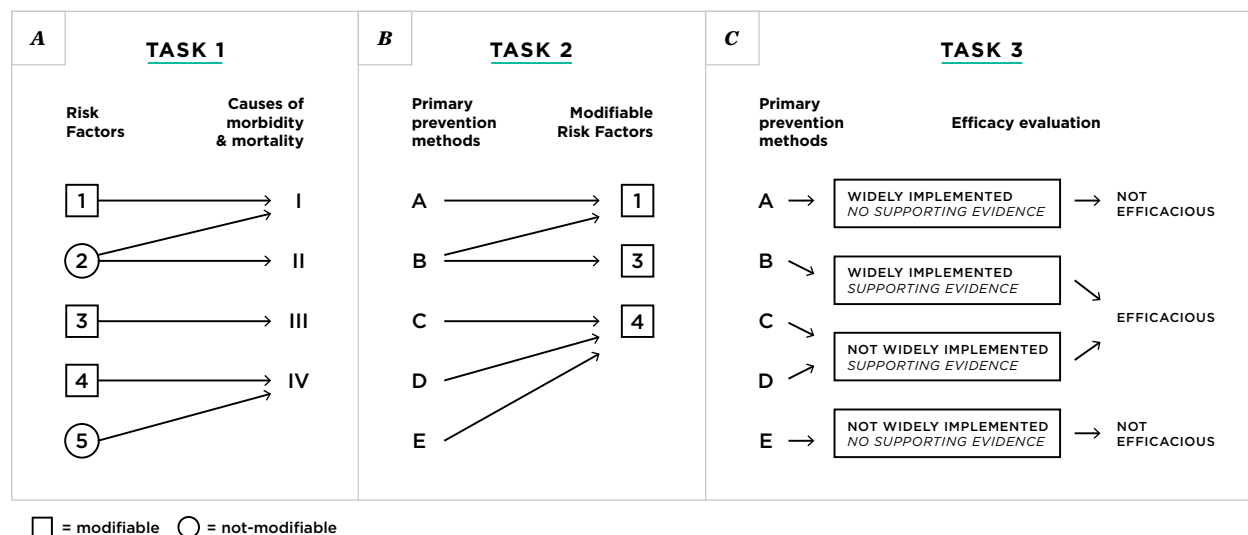 A
TASK 1
Risk
Factors
Causes of
morbidity
& mortality
1
I
2
II
3
III
4
IV
5
B
TASK 2
Primary
prevention
methods
Modifiable
Risk Factors
A
1
B
3
C
4
D
E
C
TASK 3
Primary
prevention
methods
Efficacy evaluation
A
WIDELY IMPLEMENTED
NO SUPPORTING EVIDENCE
NOT
EFFICACIOUS
B
WIDELY IMPLEMENTED
SUPPORTING EVIDENCE
EFFICACIOUS
C
NOT WIDELY IMPLEMENTED
SUPPORTING EVIDENCE
D
E
NOT WIDELY IMPLEMENTED
NO SUPPORTING EVIDENCE
NOT
EFFICACIOUS
= modifiable
= not-modifiable